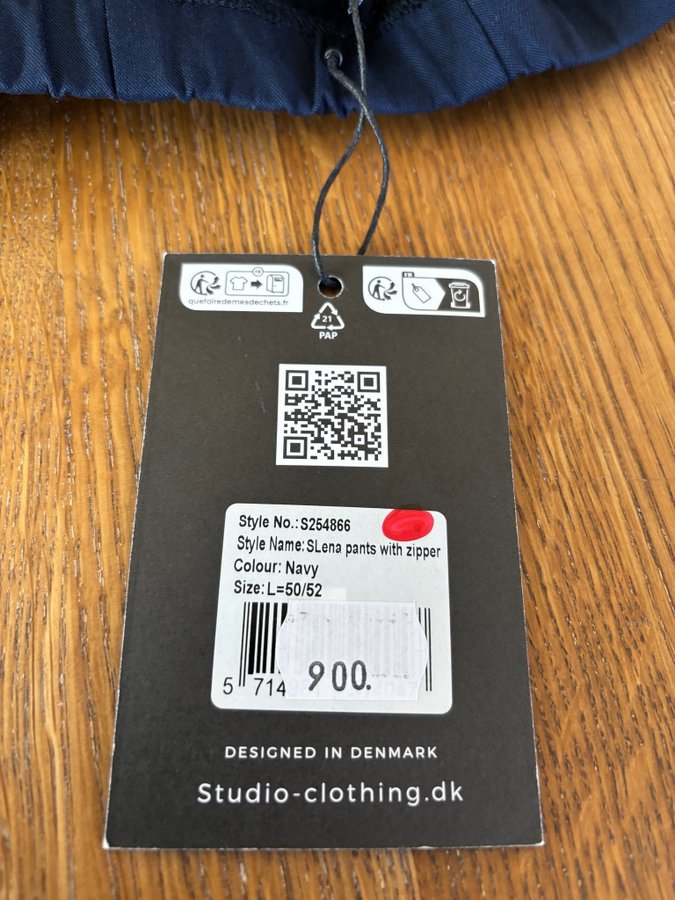 FR
quefairedemesdechets.fr
FR
21
PAP
Style No.: S254866
Style Name: SLena pants with zipper
Colour: Navy
Size: L=50/52
900.
5 714
DESIGNED IN DENMARK
Studio-clothing.dk